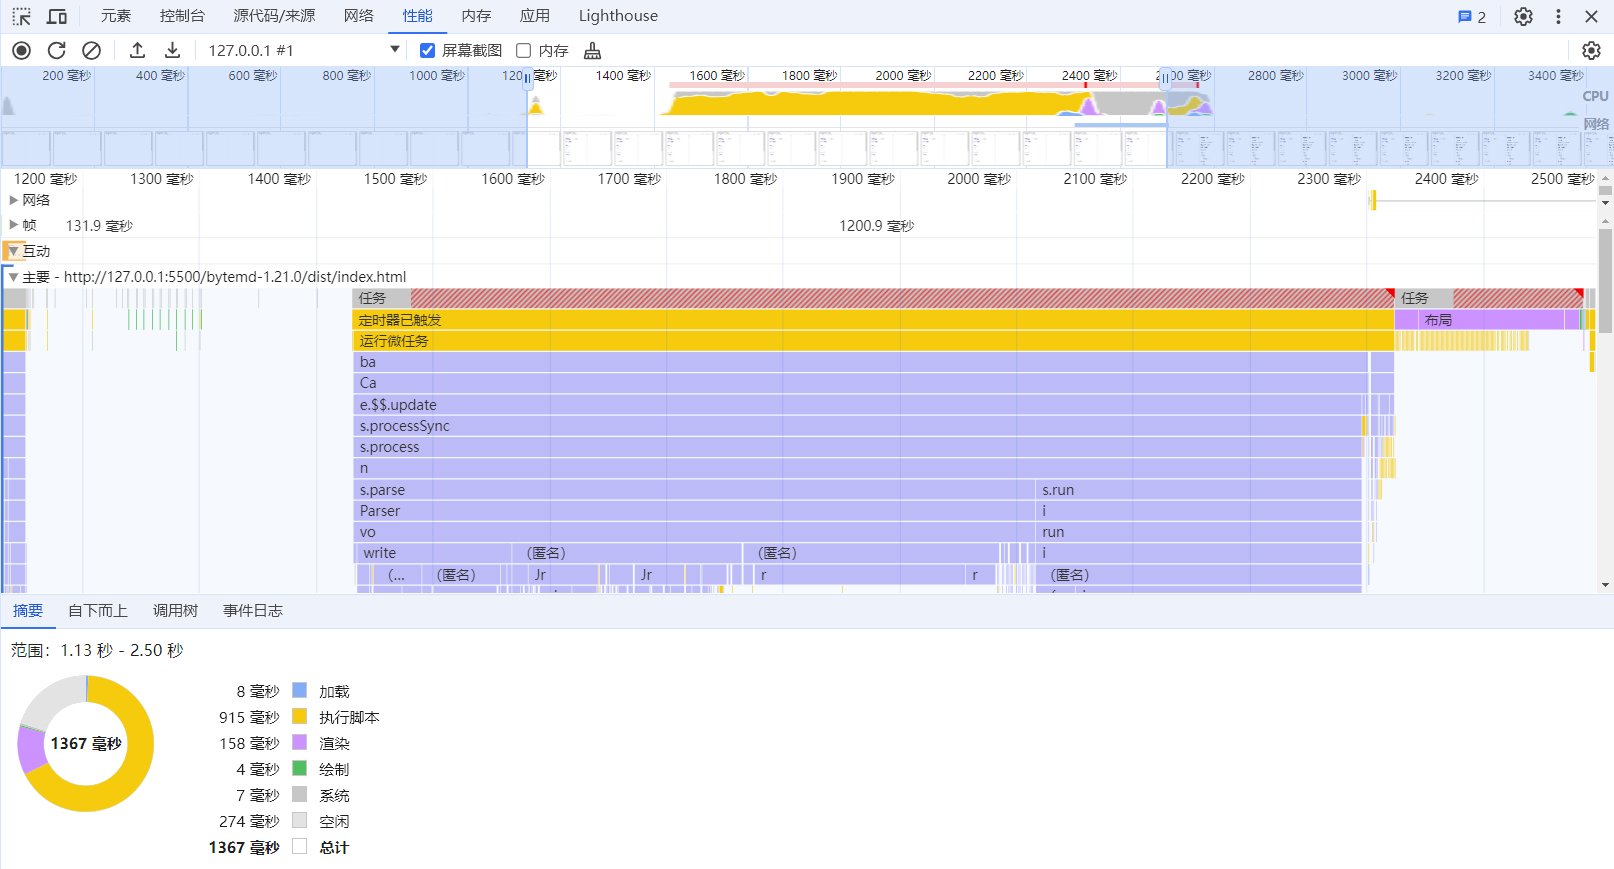 元素 控制台 源代码/来源 网络 性能 内存 应用 Lighthouse 2
127.0.0.1 #1 屏幕截图 内存
200 毫秒 400 毫秒 600 毫秒 800 毫秒 1000 毫秒 1200 毫秒 1400 毫秒 1600 毫秒 1800 毫秒 2000 毫秒 2200 毫秒 2400 毫秒 2600 毫秒 2800 毫秒 3000 毫秒 3200 毫秒 3400 毫秒
CPU
网络
1200 毫秒 1300 毫秒 1400 毫秒 1500 毫秒 1600 毫秒 1700 毫秒 1800 毫秒 1900 毫秒 2000 毫秒 2100 毫秒 2200 毫秒 2300 毫秒 2400 毫秒 2500 毫秒
网络
帧 131.9 毫秒 1200.9 毫秒
互动
主要 - http://127.0.0.1:5500/bytemd-1.21.0/dist/index.html
任务 任务
定时器已触发 布局
运行微任务
ba
Ca
e.$$.update
s.processSync
s.process
n
s.parse s.run
Parser i
vo run
write （匿名） （匿名） i
(... （匿名） Jr Jr r r （匿名）
摘要 自下而上 调用树 事件日志
范围：1.13 秒 - 2.50 秒
8 毫秒 加载
915 毫秒 执行脚本
158 毫秒 渲染
1367 毫秒
4 毫秒 绘制
7 毫秒 系统
274 毫秒 空闲
1367 毫秒 总计